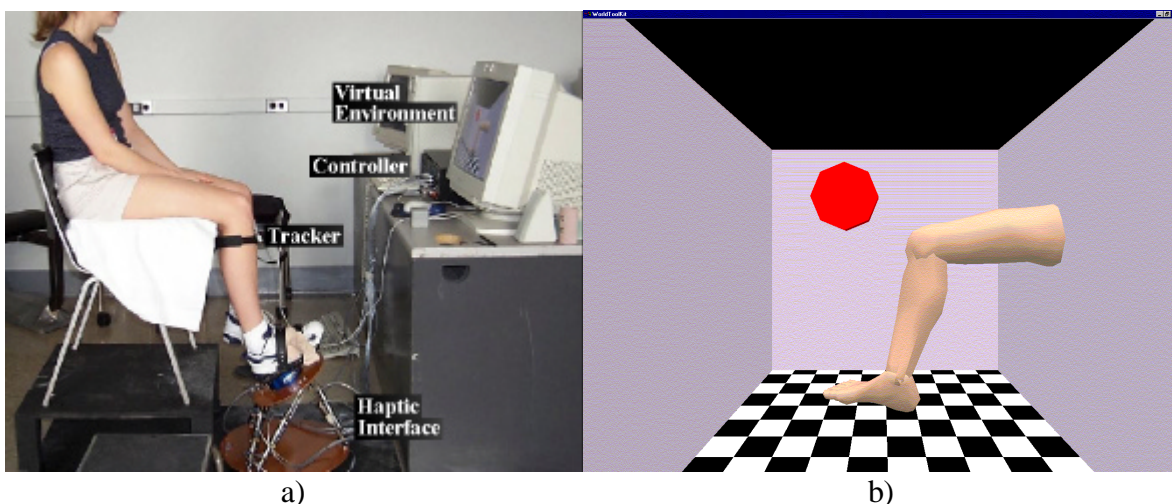 Virtual
Environment
Controller
Tracker
Haptic
Interface
WorldToolKit
a)
b)